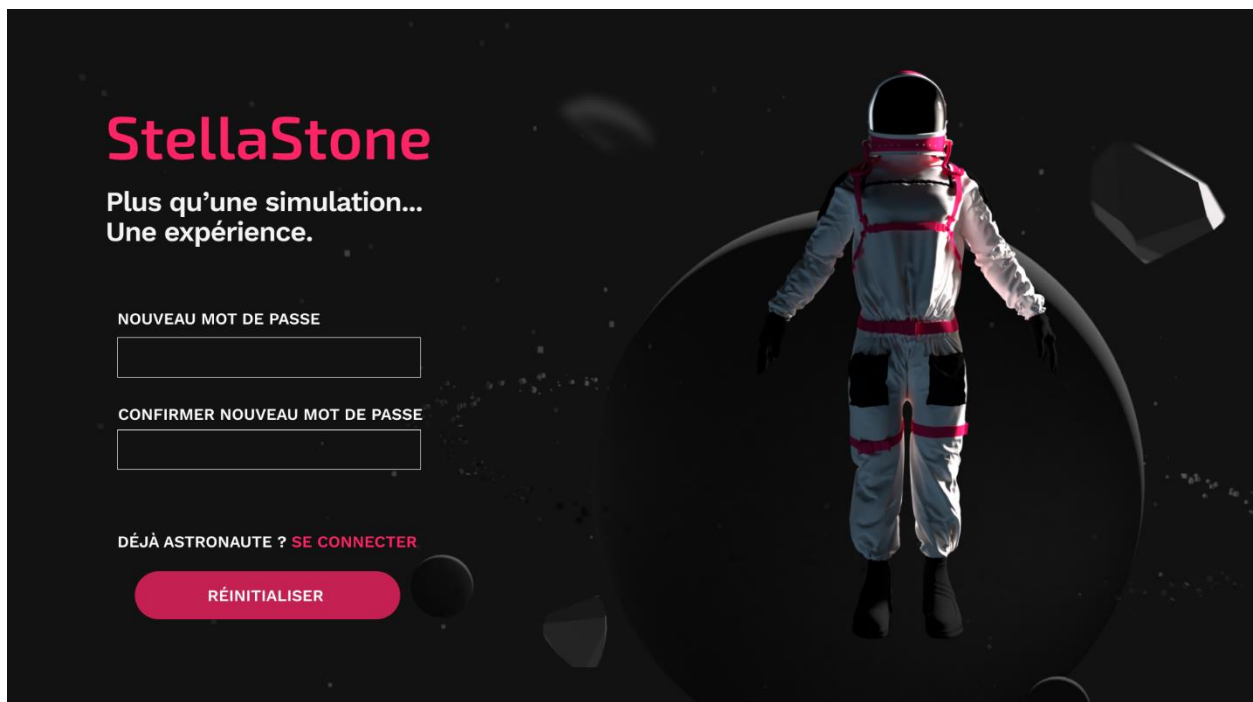 StellaStone
Plus qu’une simulation...
Une expérience.
NOUVEAU MOT DE PASSE
CONFIRMER NOUVEAU MOT DE PASSE
DÉJÀ ASTRONAUTE ? SE CONNECTER
RÉINITIALISER